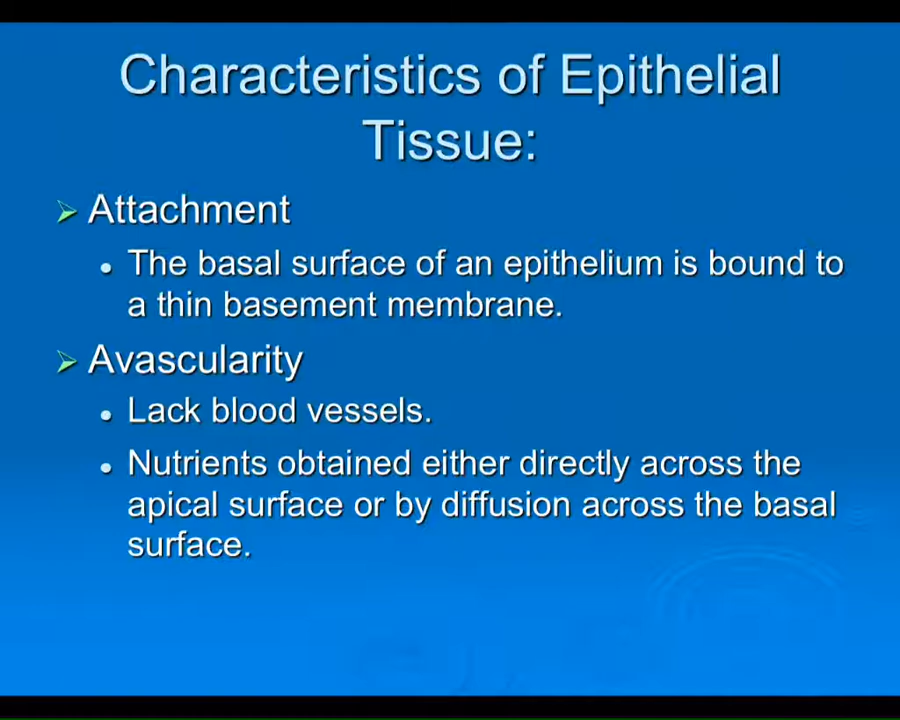 Characteristics of Epithelial
Tissue:
Attachment
The basal surface of an epithelium is bound to
a thin basement membrane.
Avascularity
Lack blood vessels.
Nutrients obtained either directly across the
apical surface or by diffusion across the basal
surface.